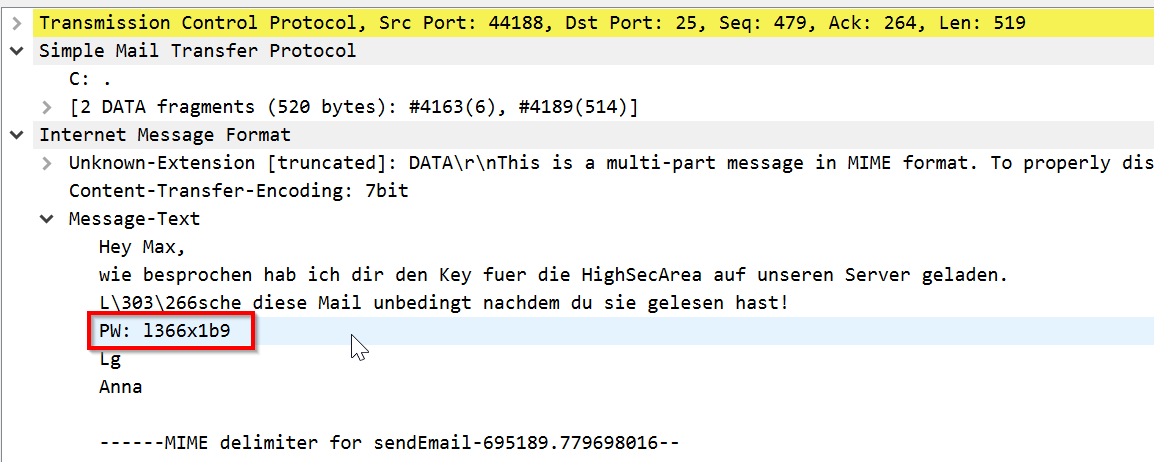 Transmission Control Protocol, Src Port: 44188, Dst Port: 25, Seq: 479, Ack: 264, Len: 519
Simple Mail Transfer Protocol
C: .
[2 DATA fragments (520 bytes): #4163(6), #4189(514)]
Internet Message Format
Unknown-Extension [truncated]: DATA\r\nThis is a multi-part message in MIME format. To properly dis
Content-Transfer-Encoding: 7bit
Message-Text
Hey Max,
wie besprochen hab ich dir den Key fuer die HighSecArea auf unseren Server geladen.
L\303\266sche diese Mail unbedingt nachdem du sie gelesen hast!
PW: l366x1b9
Lg
Anna
------MIME delimiter for sendEmail-695189.779698016--